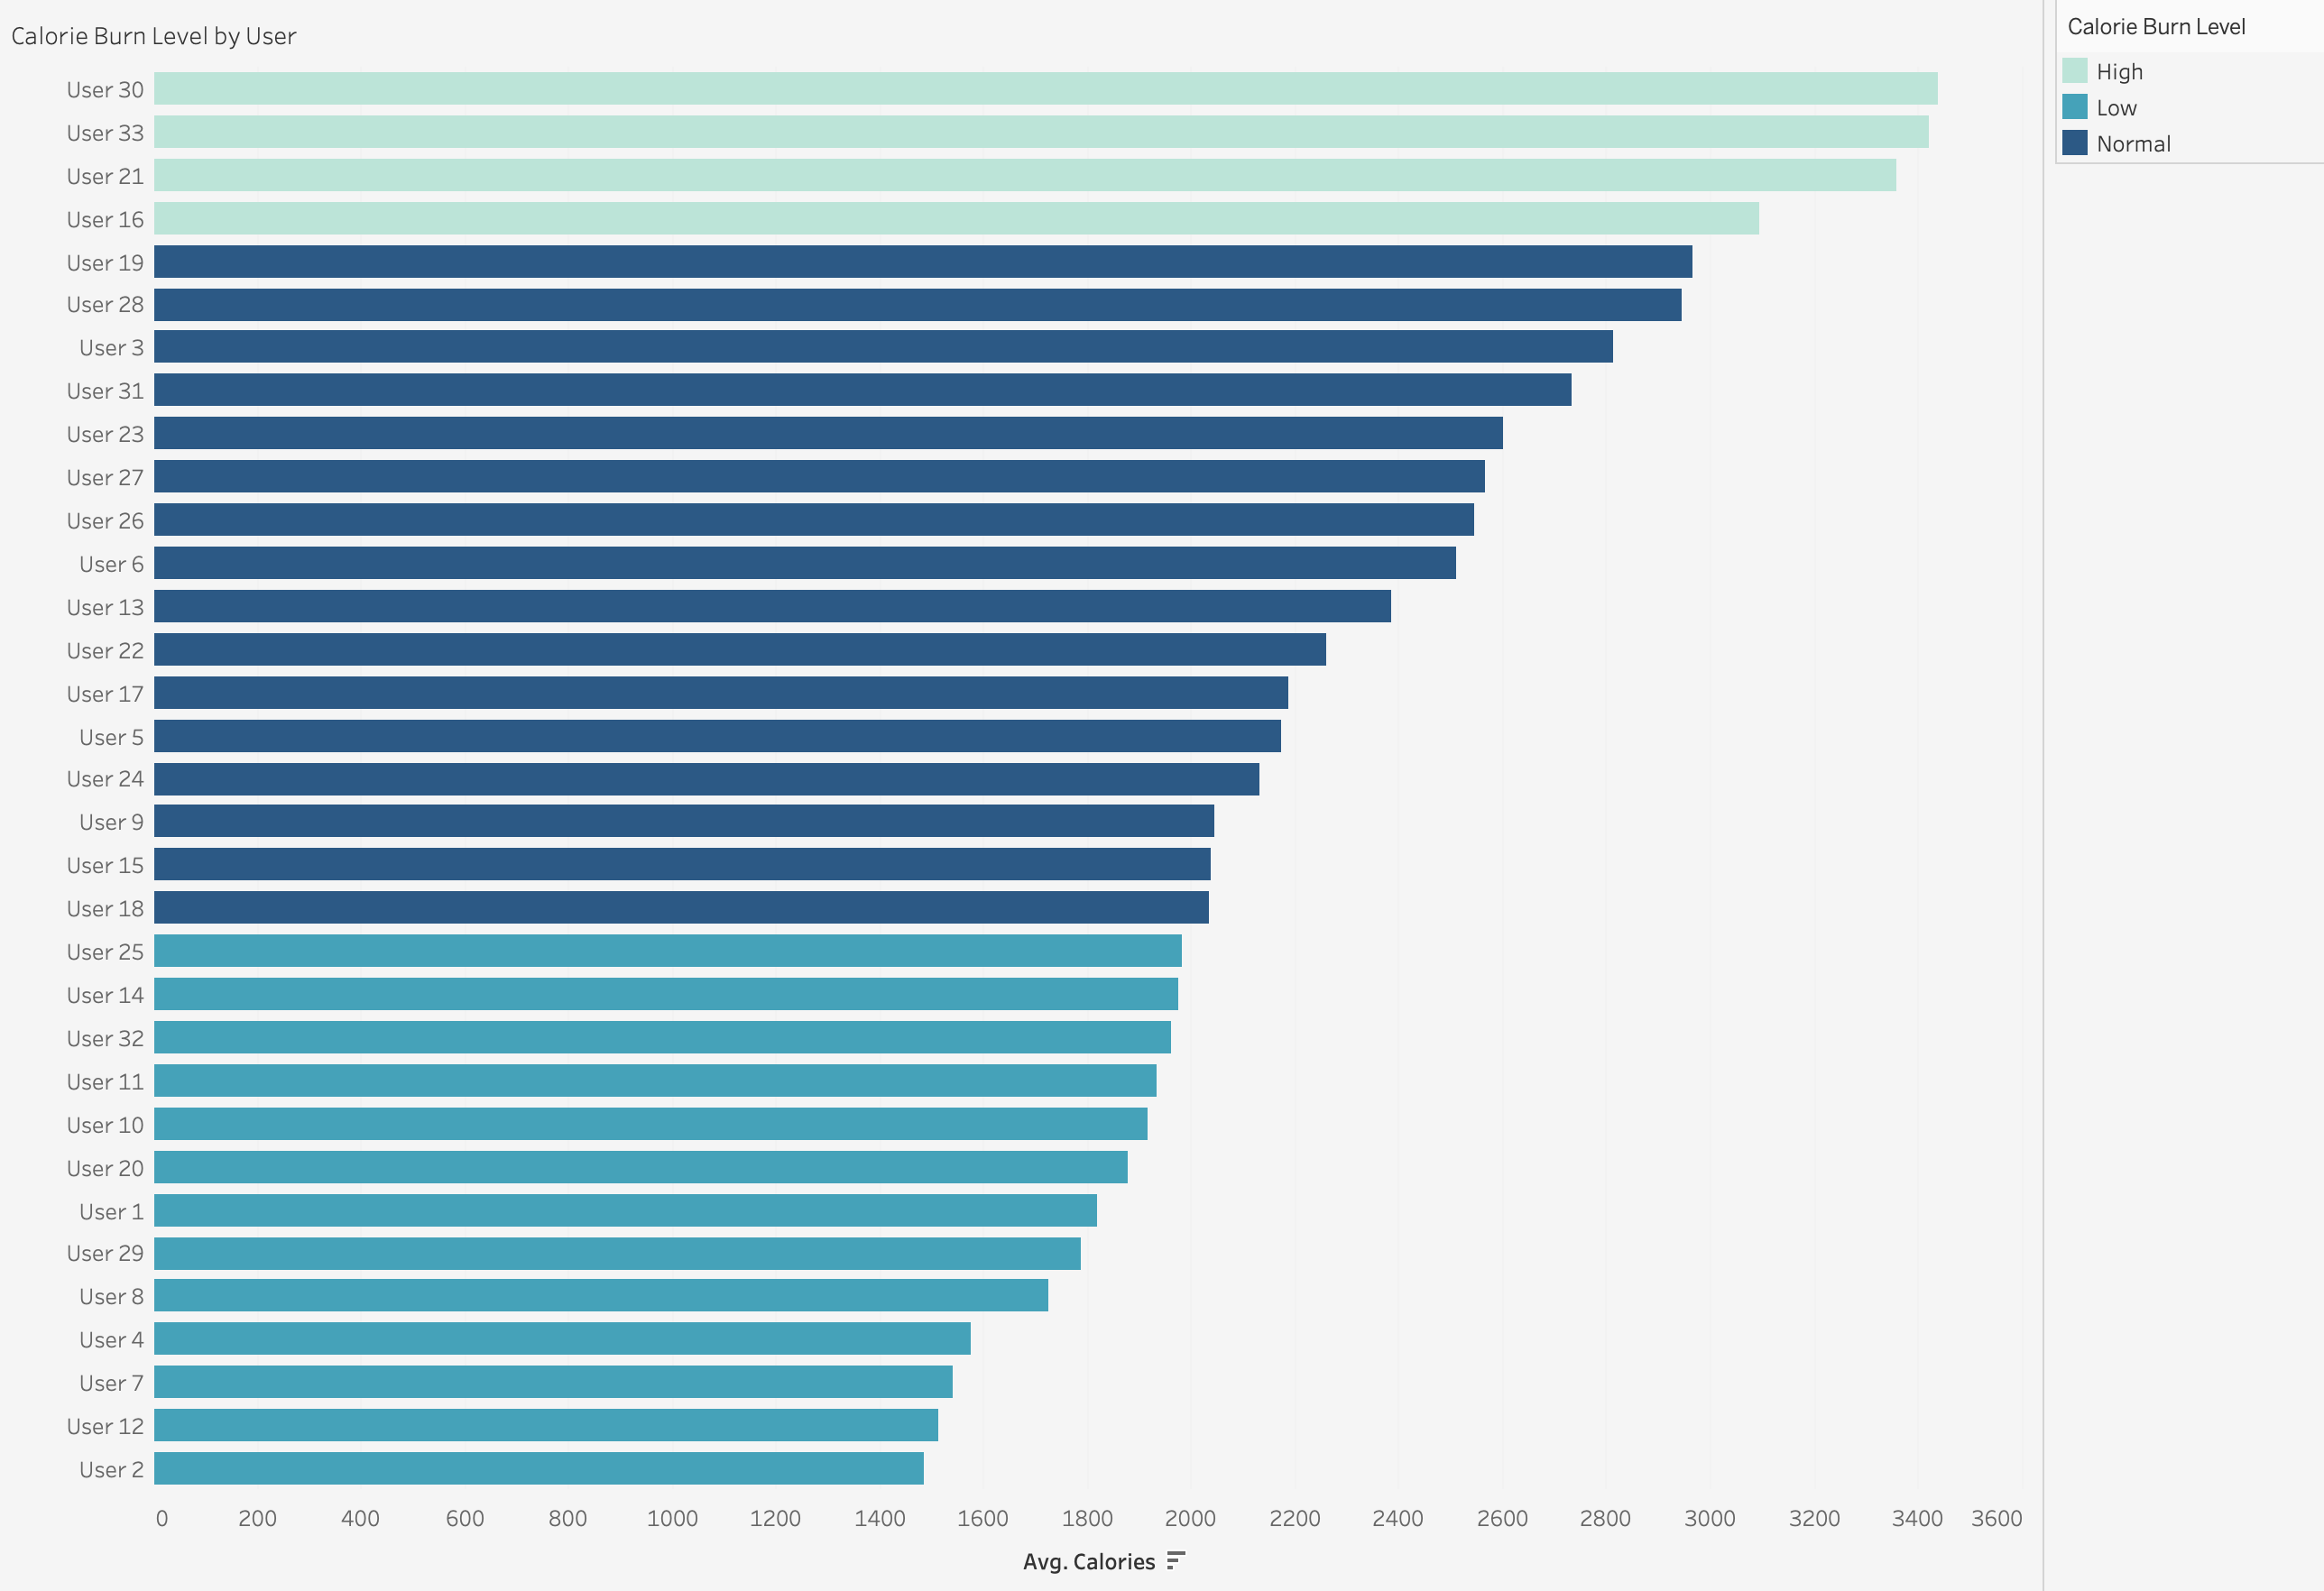 Calorie Burn Level by User
User 30
User 33
User 21
User 16
User 19
User 28
User 3
User 31
User 23
User 27
User 26
User 6
User 13
User 22
User 17
User 5
User 24
User 9
User 15
User 18
User 25
User 14
User 32
User 11
User 10
User 20
User 1
User 29
User 8
User 4
User 7
User 12
User 2
0 200 400 600 800 1000 1200 1400 1600 1800 2000 2200 2400 2600 2800 3000 3200 3400 3600
Avg. Calories
Calorie Burn Level
High
Low
Normal